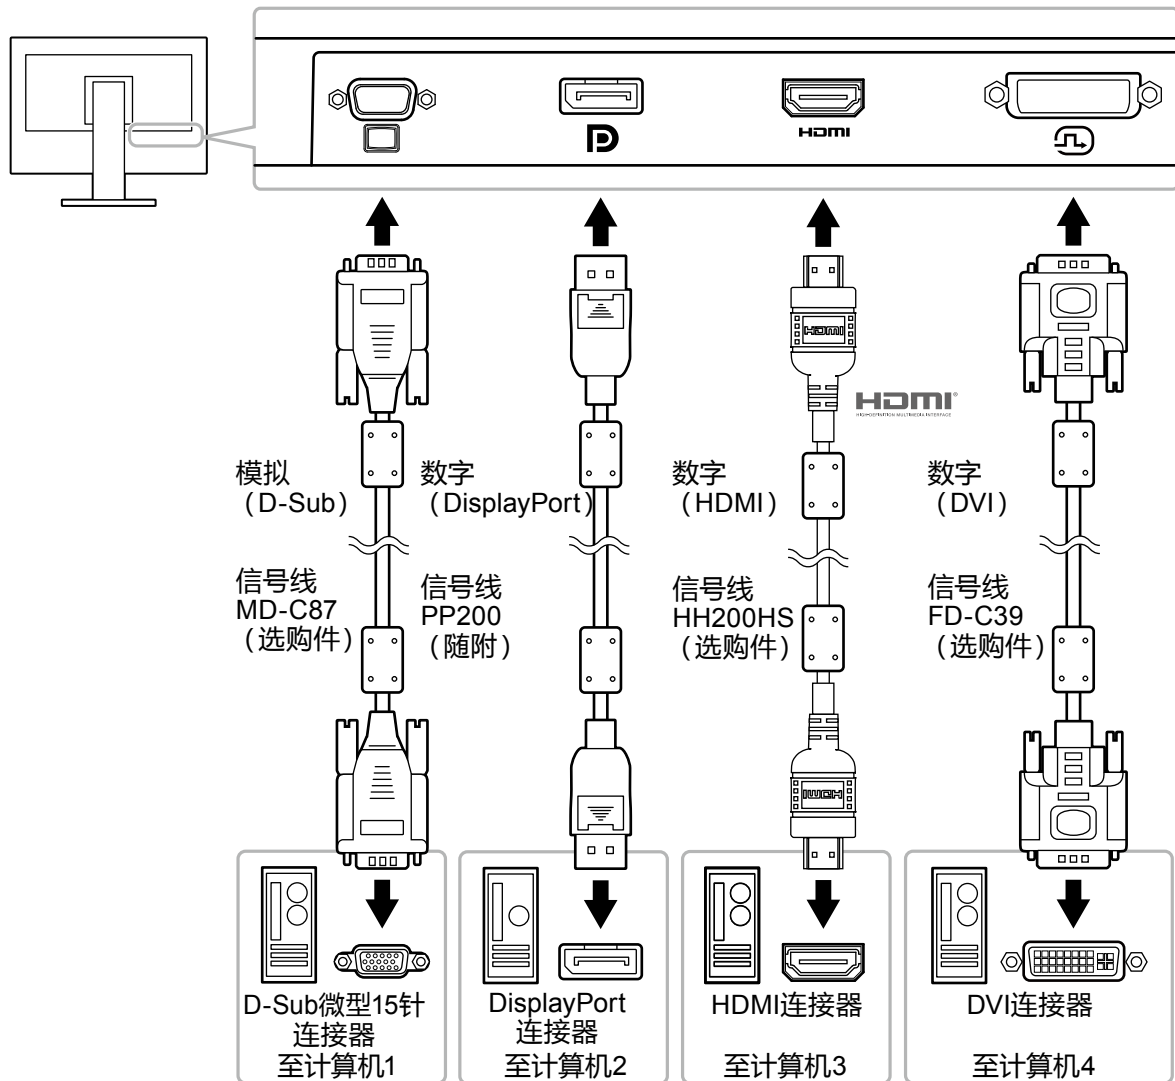 HDMI
HDMI
HDMI®
HIGH-DEFINITION MULTIMEDIA INTERFACE
模拟
（D-Sub）
数字
（DisplayPort）
数字
（HDMI）
数字
（DVI）
信号线
MD-C87
（选购件）
信号线
PP200
（随附）
信号线
HH200HS
（选购件）
信号线
FD-C39
（选购件）
HDMI
D-Sub微型15针
连接器
至计算机1
DisplayPort
连接器
至计算机2
HDMI连接器
至计算机3
DVI连接器
至计算机4